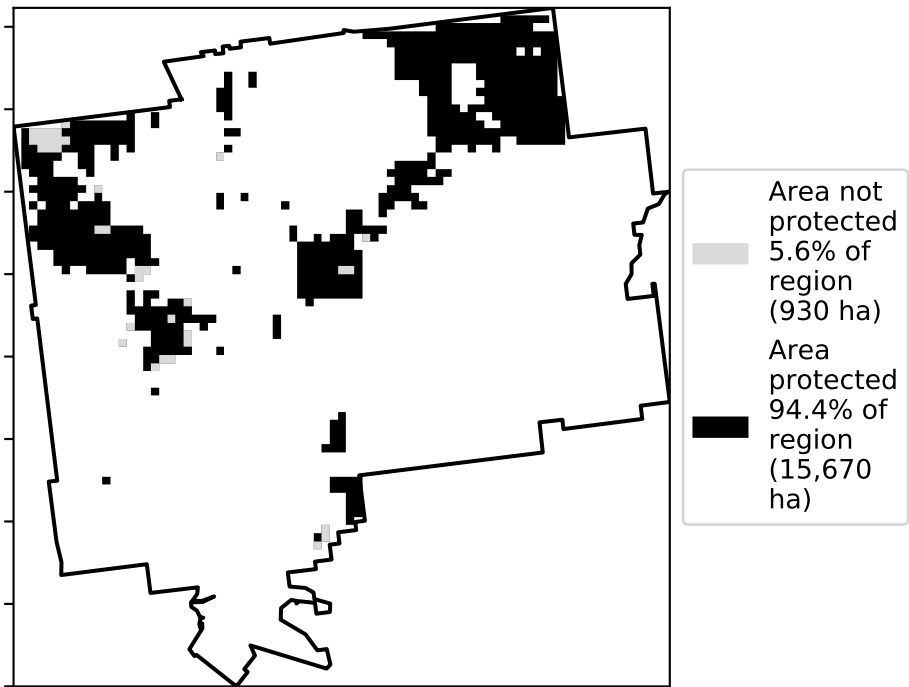 Area not
protected
5.6% of
region
(930 ha)
Area
protected
94.4% of
region
(15,670
ha)